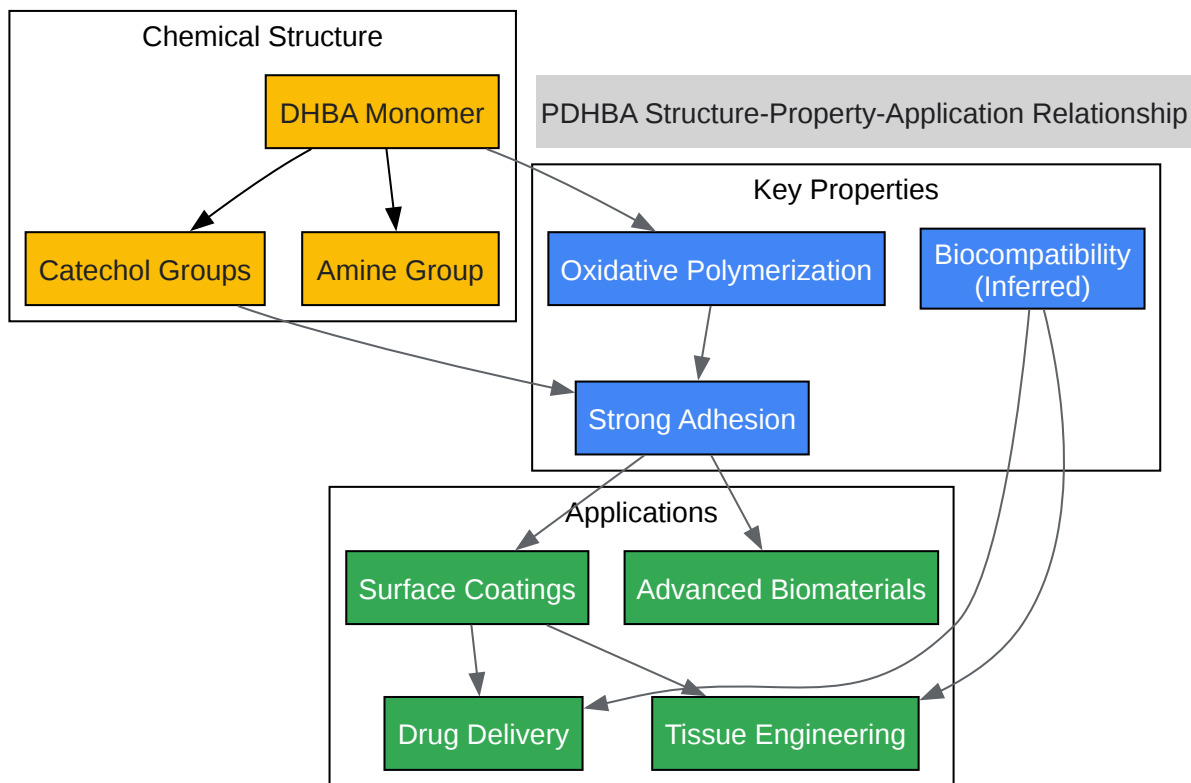 Chemical Structure
DHBA Monomer
PDHBA Structure-Property-Application Relationship
Key Properties
Catechol Groups
Amine Group
Oxidative Polymerization
Biocompatibility
(Inferred)
Strong Adhesion
Applications
Surface Coatings
Advanced Biomaterials
Drug Delivery
Tissue Engineering